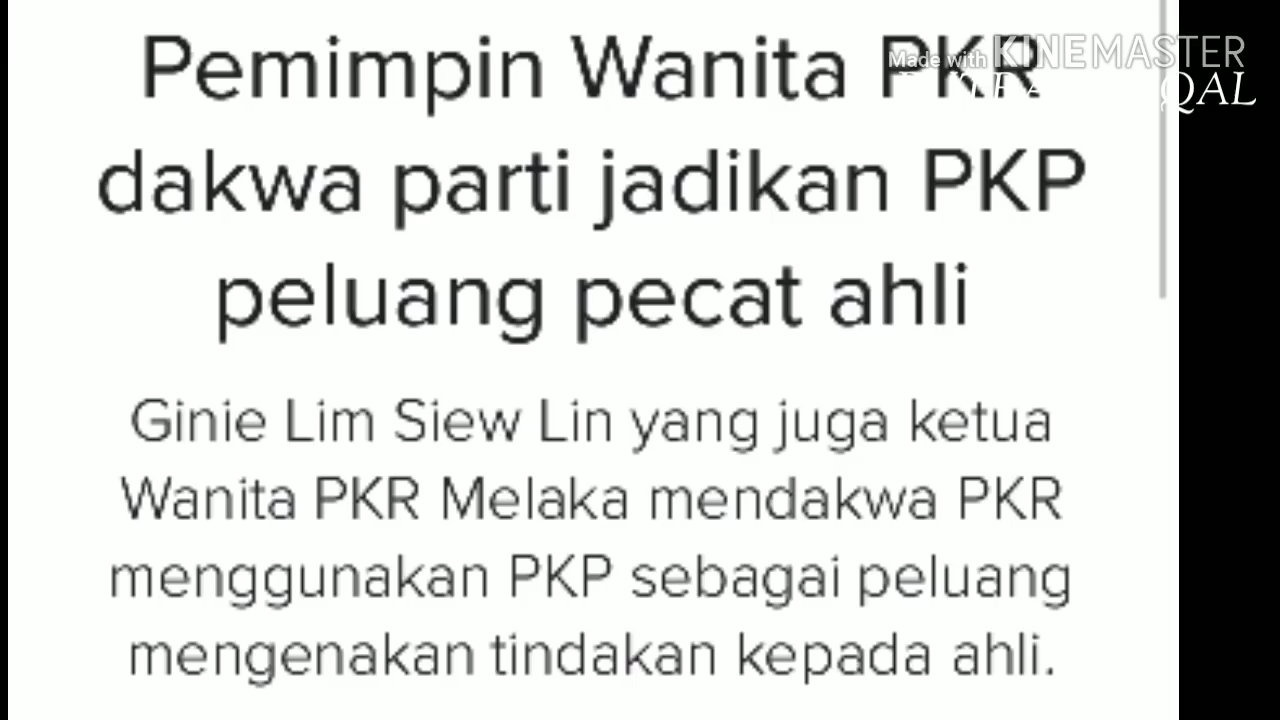 Pemimpin Wanita PKR
Made with KINEMASTER
QAL
dakwa parti jadikan PKP
peluang pecat ahli
Ginie Lim Siew Lin yang juga ketua
Wanita PKR Melaka mendakwa PKR
menggunakan PKP sebagai peluang
mengenakan tindakan kepada ahli.